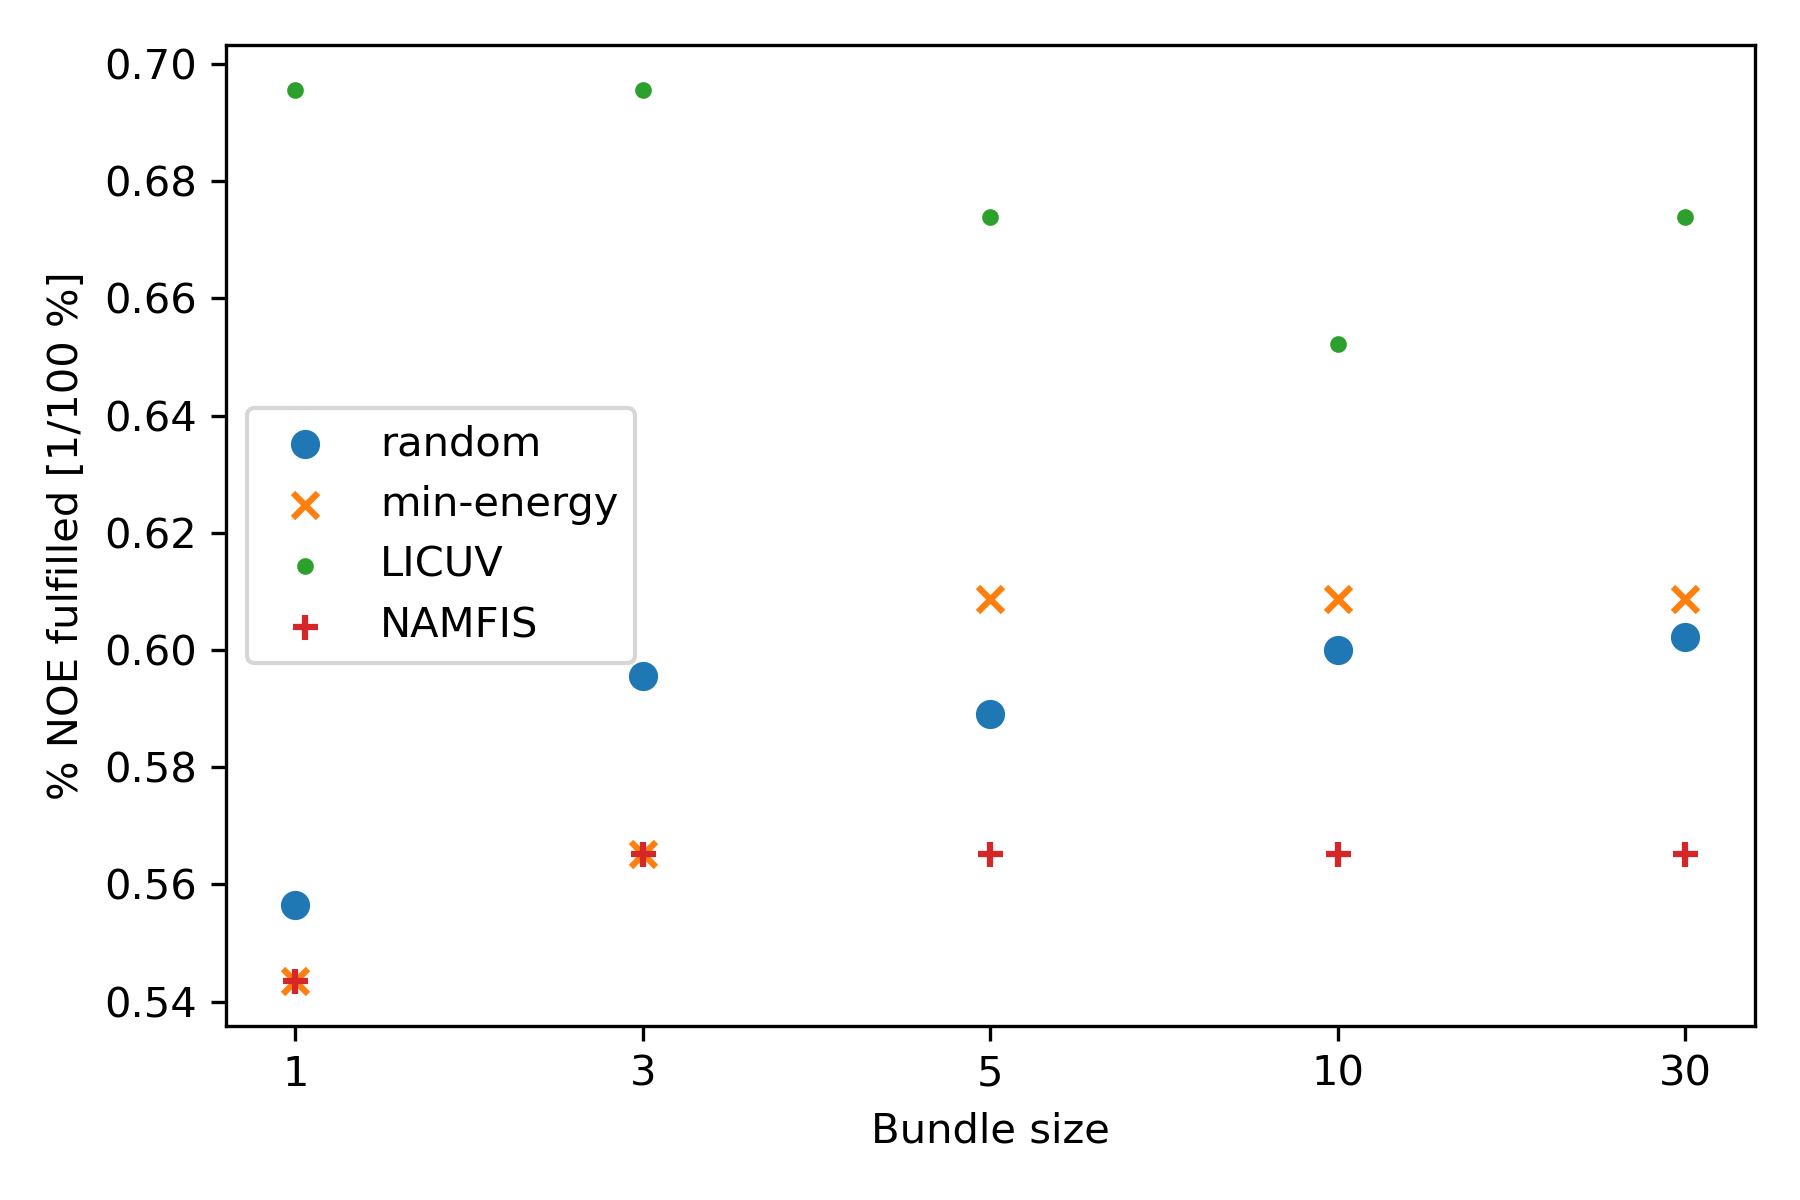 0.70
0.68
0.66
0.64
0.62
0.60
0.58
0.56
0.54
% NOE fulfilled [1/100 %]
random
min-energy
LICUV
NAMFIS
1 3 5 10 30
Bundle size